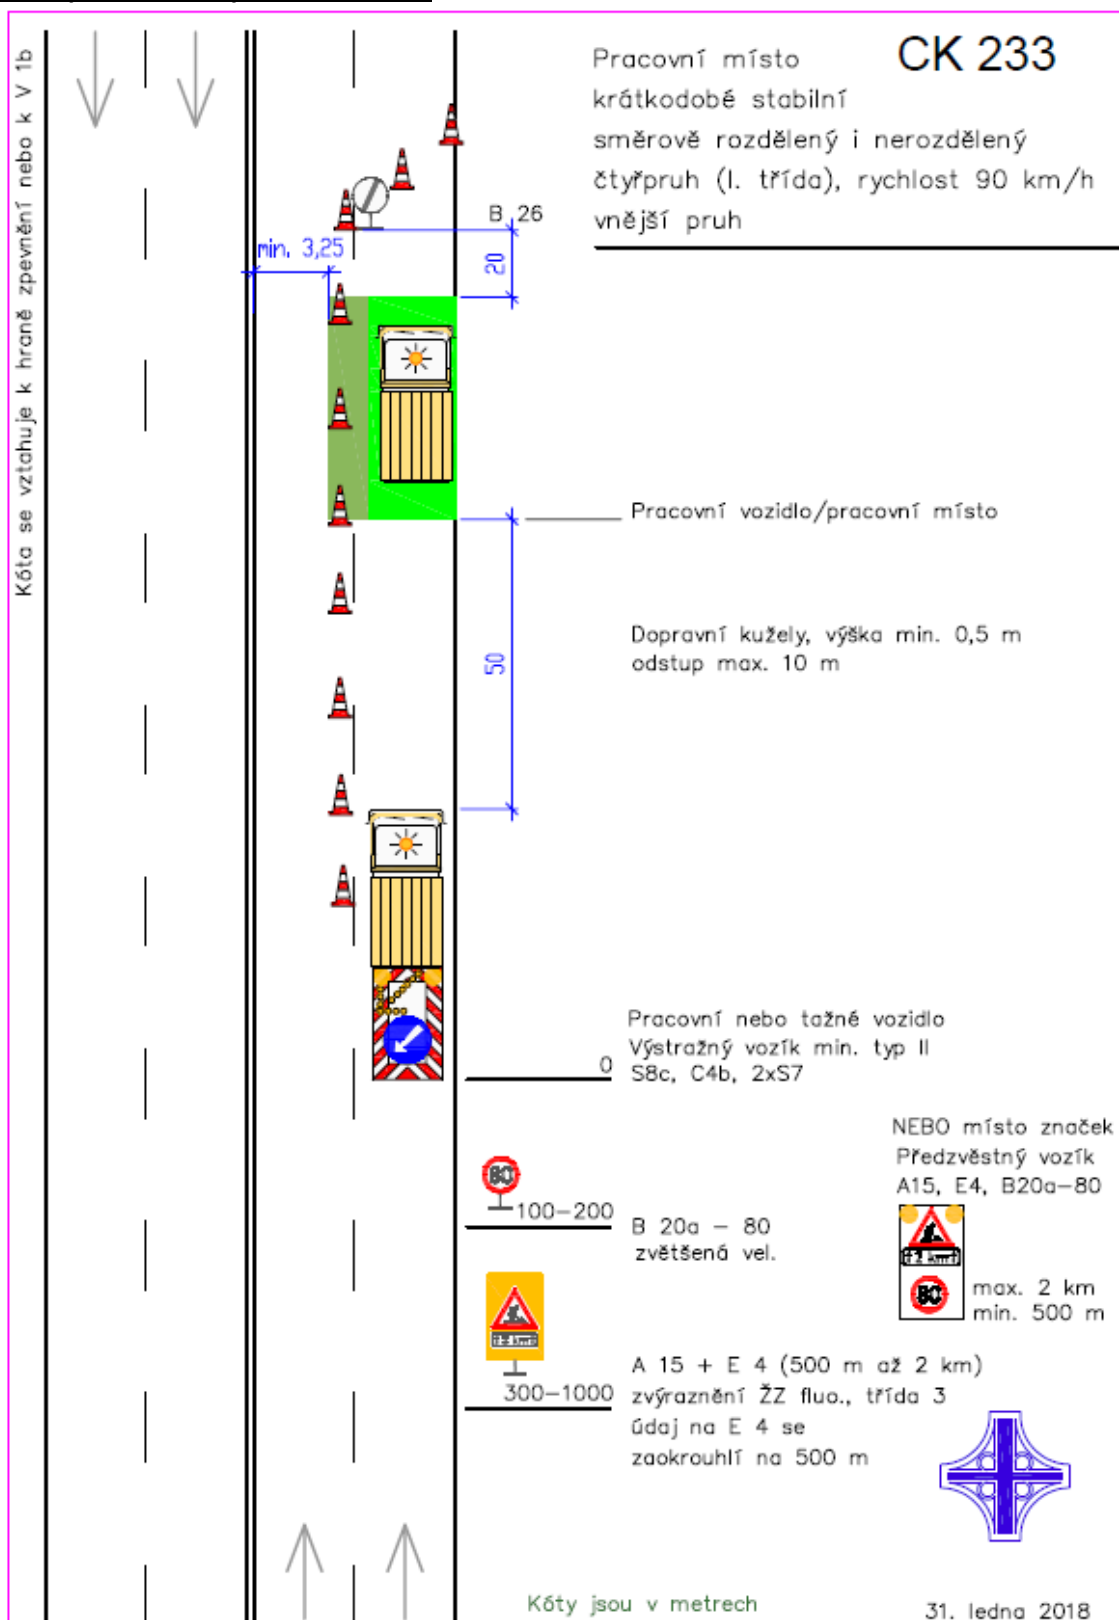 CK 233
Pracovní místo
krátkodobé stabilní
směrově rozdělený i nerozdělený
čtyřpruh (I. třída), rychlost 90 km/h
vnější pruh
Kóta se vztahuje k hraně zpevnění nebo k V 1b
B 26
min. 3,25
20
Pracovní vozidlo/pracovní místo
Dopravní kužely, výška min. 0,5 m
odstup max. 10 m
50
Pracovní nebo tažné vozidlo
Výstražný vozík min. typ II
S8c, C4b, 2xS7
0
NEBO místo značek
Předzvěstný vozík
A15, E4, B20a-80
80
100-200
B 20a - 80
zvětšená vel.
80
max. 2 km
min. 500 m
A 15 + E 4 (500 m až 2 km)
300-1000
zvýraznění ŽZ fluo., třída 3
údaj na E 4 se
zaokrouhlí na 500 m
Kóty jsou v metrech
31. ledna 2018